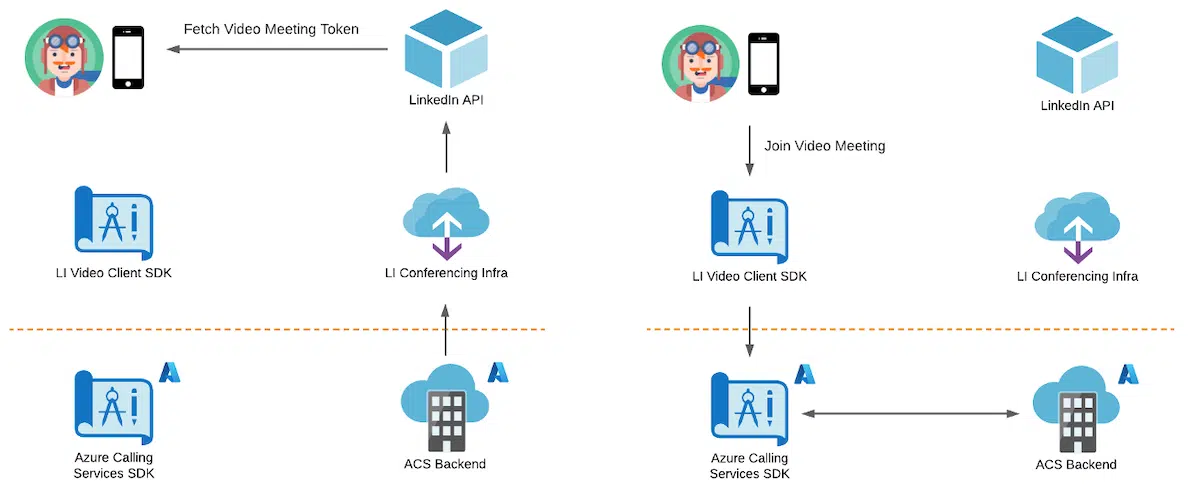 Fetch Video Meeting Token
LinkedIn API
LI Video Client SDK
LI Conferencing Infra
Azure Calling
Services SDK
ACS Backend
LinkedIn API
Join Video Meeting
LI Video Client SDK
LI Conferencing Infra
Azure Calling
Services SDK
ACS Backend